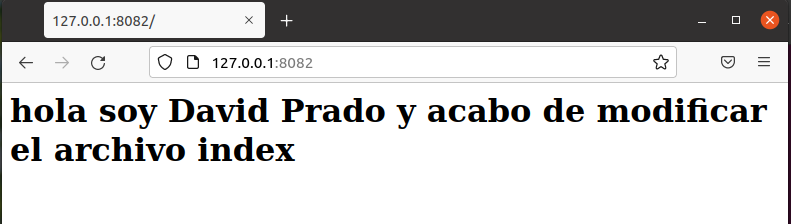 127.0.0.1:8082/
127.0.0.1:8082
hola soy David Prado y acabo de modificar
el archivo index